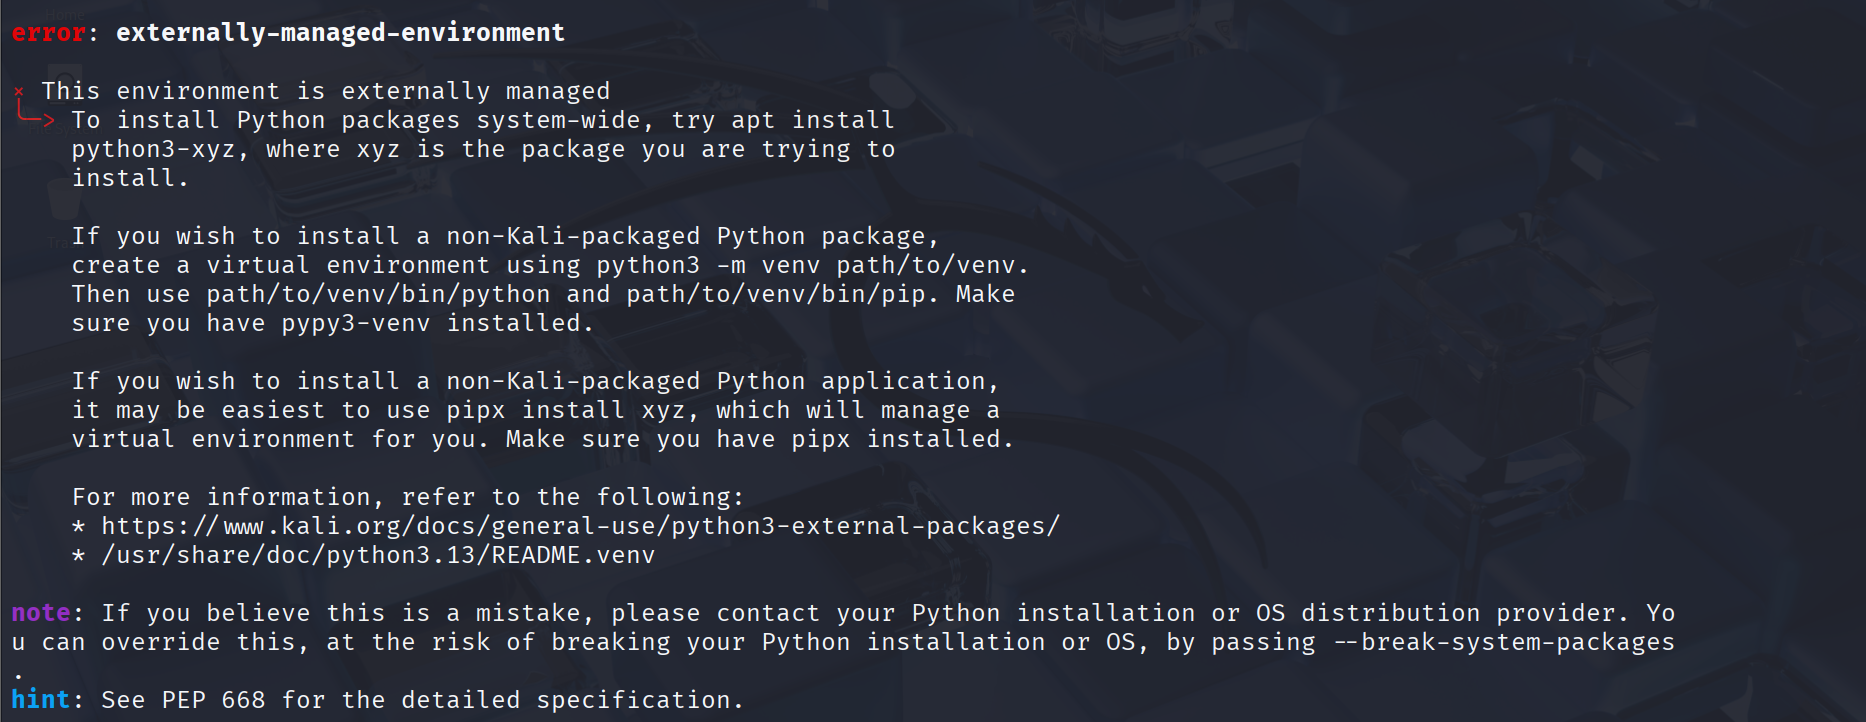 error: externally-managed-environment
× This environment is externally managed
╰─> To install Python packages system-wide, try apt install
python3-xyz, where xyz is the package you are trying to
install.
If you wish to install a non-Kali-packaged Python package,
create a virtual environment using python3 -m venv path/to/venv.
Then use path/to/venv/bin/python and path/to/venv/bin/pip. Make
sure you have pypy3-venv installed.
If you wish to install a non-Kali-packaged Python application,
it may be easiest to use pipx install xyz, which will manage a
virtual environment for you. Make sure you have pipx installed.
For more information, refer to the following:
* https://www.kali.org/docs/general-use/python3-external-packages/
* /usr/share/doc/python3.13/README.venv
note: If you believe this is a mistake, please contact your Python installation or OS distribution provider. Yo
u can override this, at the risk of breaking your Python installation or OS, by passing --break-system-packages
.
hint: See PEP 668 for the detailed specification.